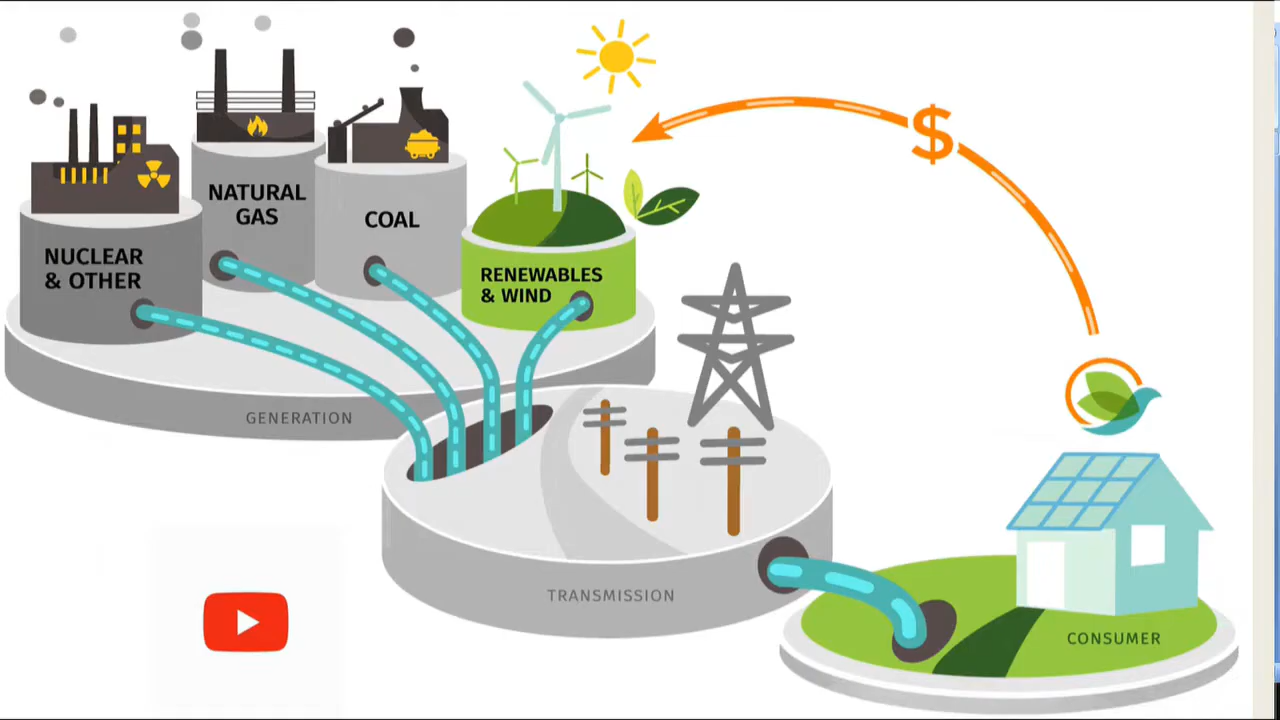 NATURAL
GAS
COAL
NUCLEAR
& OTHER
RENEWABLES
& WIND
$
GENERATION
TRANSMISSION
CONSUMER